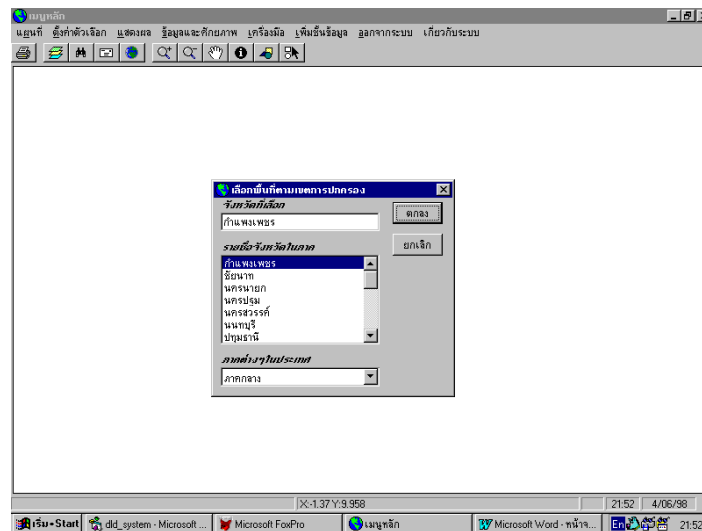 เมนูหลัก
แผนที่ ตั้งค่าตัวเลือก แสดงผล ข้อมูลและศักยภาพ เครื่องมือ เพิ่มชั้นข้อมูล ออกจากระบบ เกี่ยวกับระบบ
เลือกพื้นที่ตามเขตการปกครอง
จังหวัดที่เลือก
กำแพงเพชร
ตกลง
ยกเลิก
รายชื่อจังหวัดในภาค
กำแพงเพชร
ชัยนาท
นครนายก
นครปฐม
นครสวรรค์
นนทบุรี
ปทุมธานี
ภาคต่างๆในประเทศ
ภาคกลาง
X:-1.37 Y:9.958
21:52 4/06/98
เริ่ม-Start dld_system - Microsoft ... Microsoft FoxPro เมนูหลัก Microsoft Word - หน้าจ... En 21:52